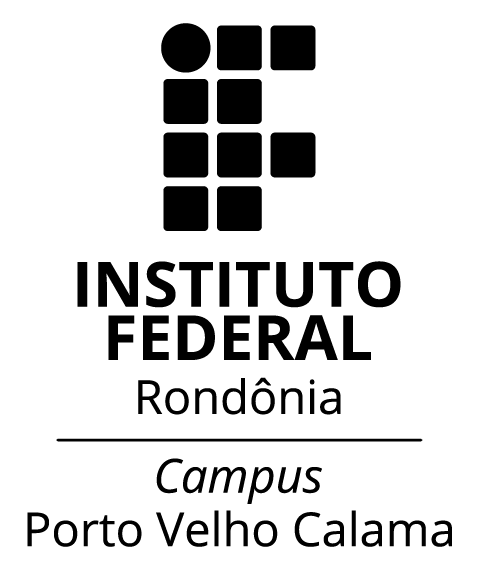 INSTITUTO
FEDERAL
Rondônia
Campus
Porto Velho Calama